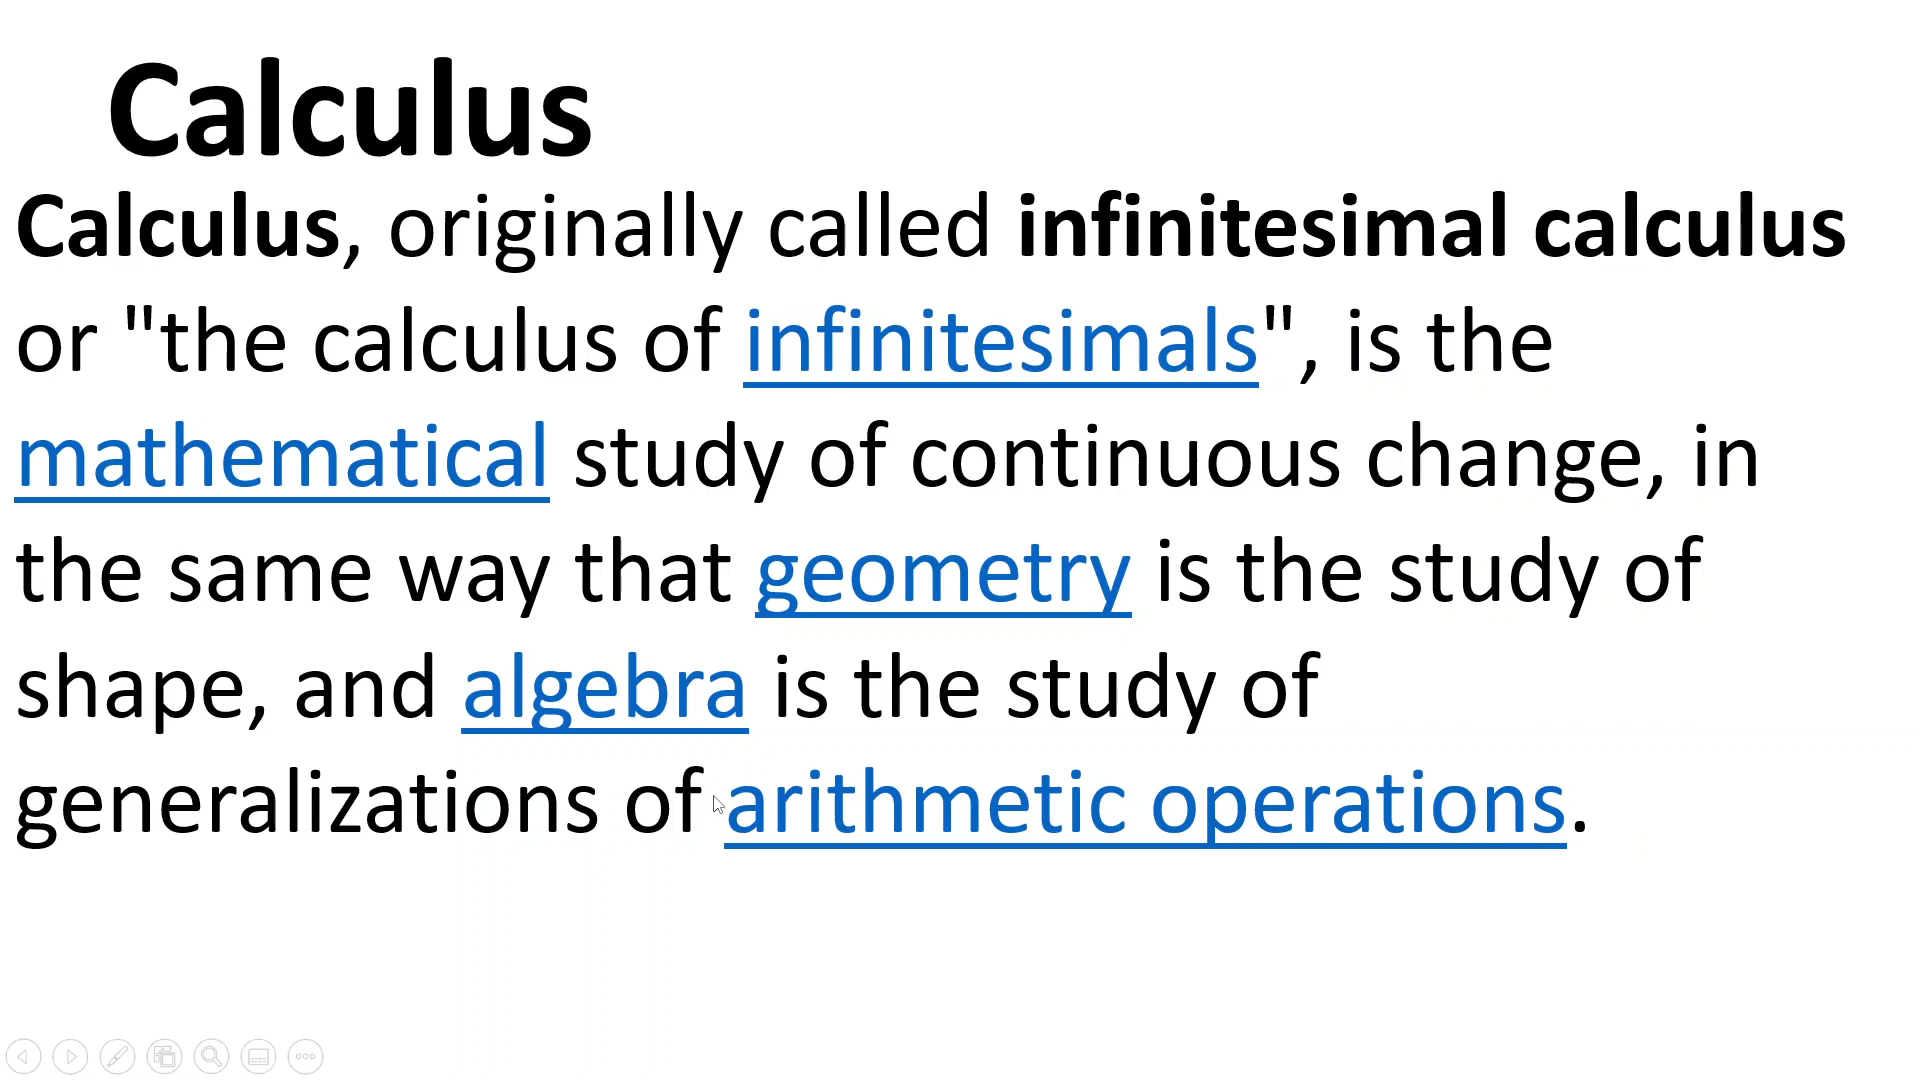 Calculus
Calculus, originally called infinitesimal calculus
or "the calculus of infinitesimals", is the
mathematical study of continuous change, in
the same way that geometry is the study of
shape, and algebra is the study of
generalizations of arithmetic operations.